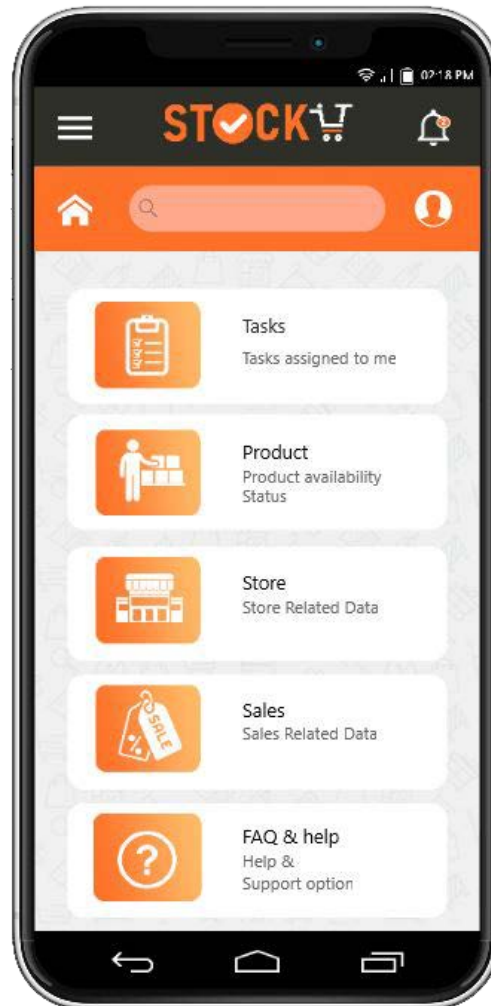 02:18 PM
STOCK
Tasks
Tasks assigned to me
Product
Product availability
Status
Store
Store Related Data
Sales
Sales Related Data
SALE
%
FAQ & help
Help &
Support option
?